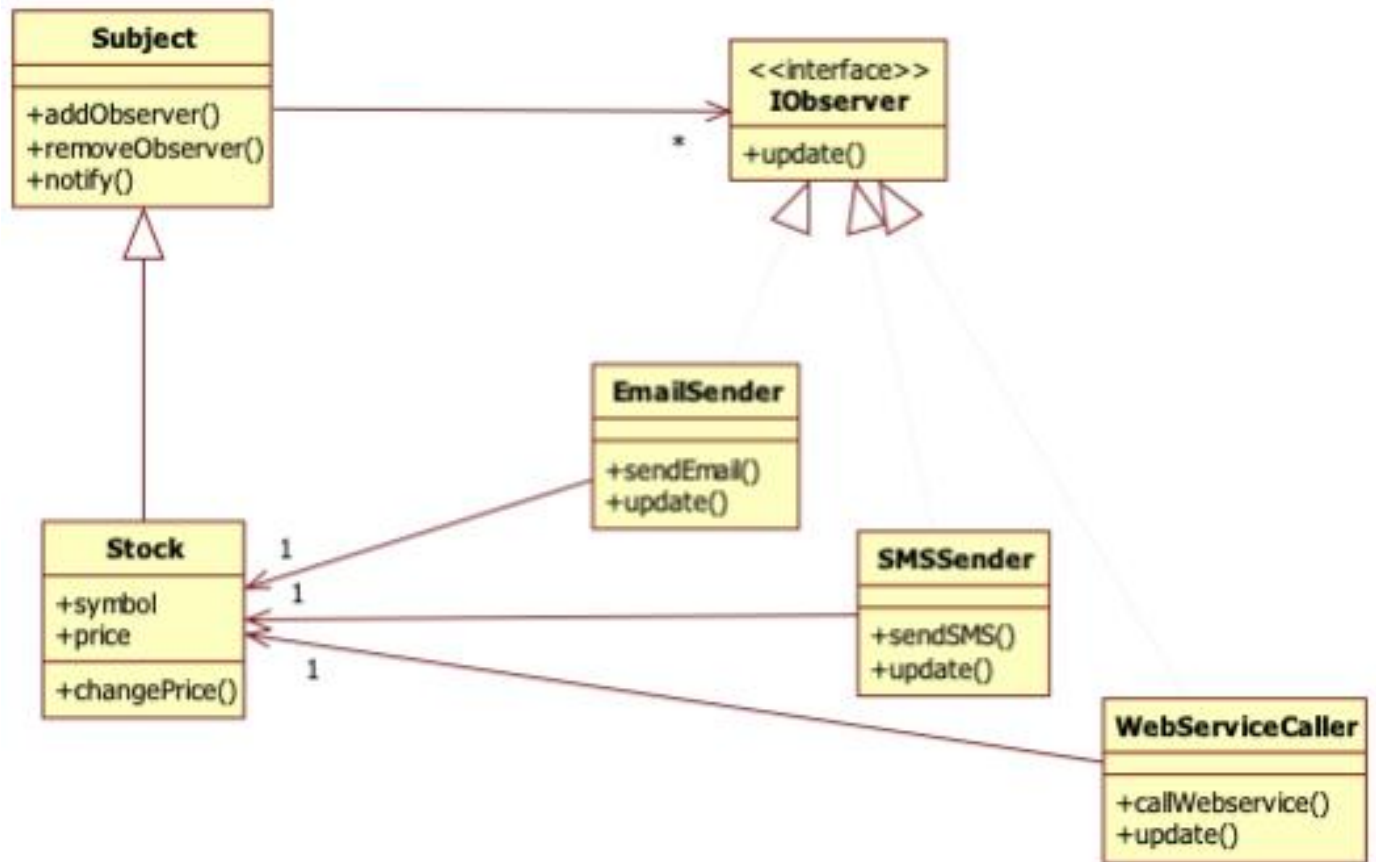 Subject
+addObserver()
+removeObserver()
+notify()
*
<<interface>>
IObserver
+update()
EmailSender
+sendEmail()
+update()
Stock
+symbol
+price
+changePrice()
1
1
1
SMSSender
+sendSMS()
+update()
WebServiceCaller
+callWebservice()
+update()